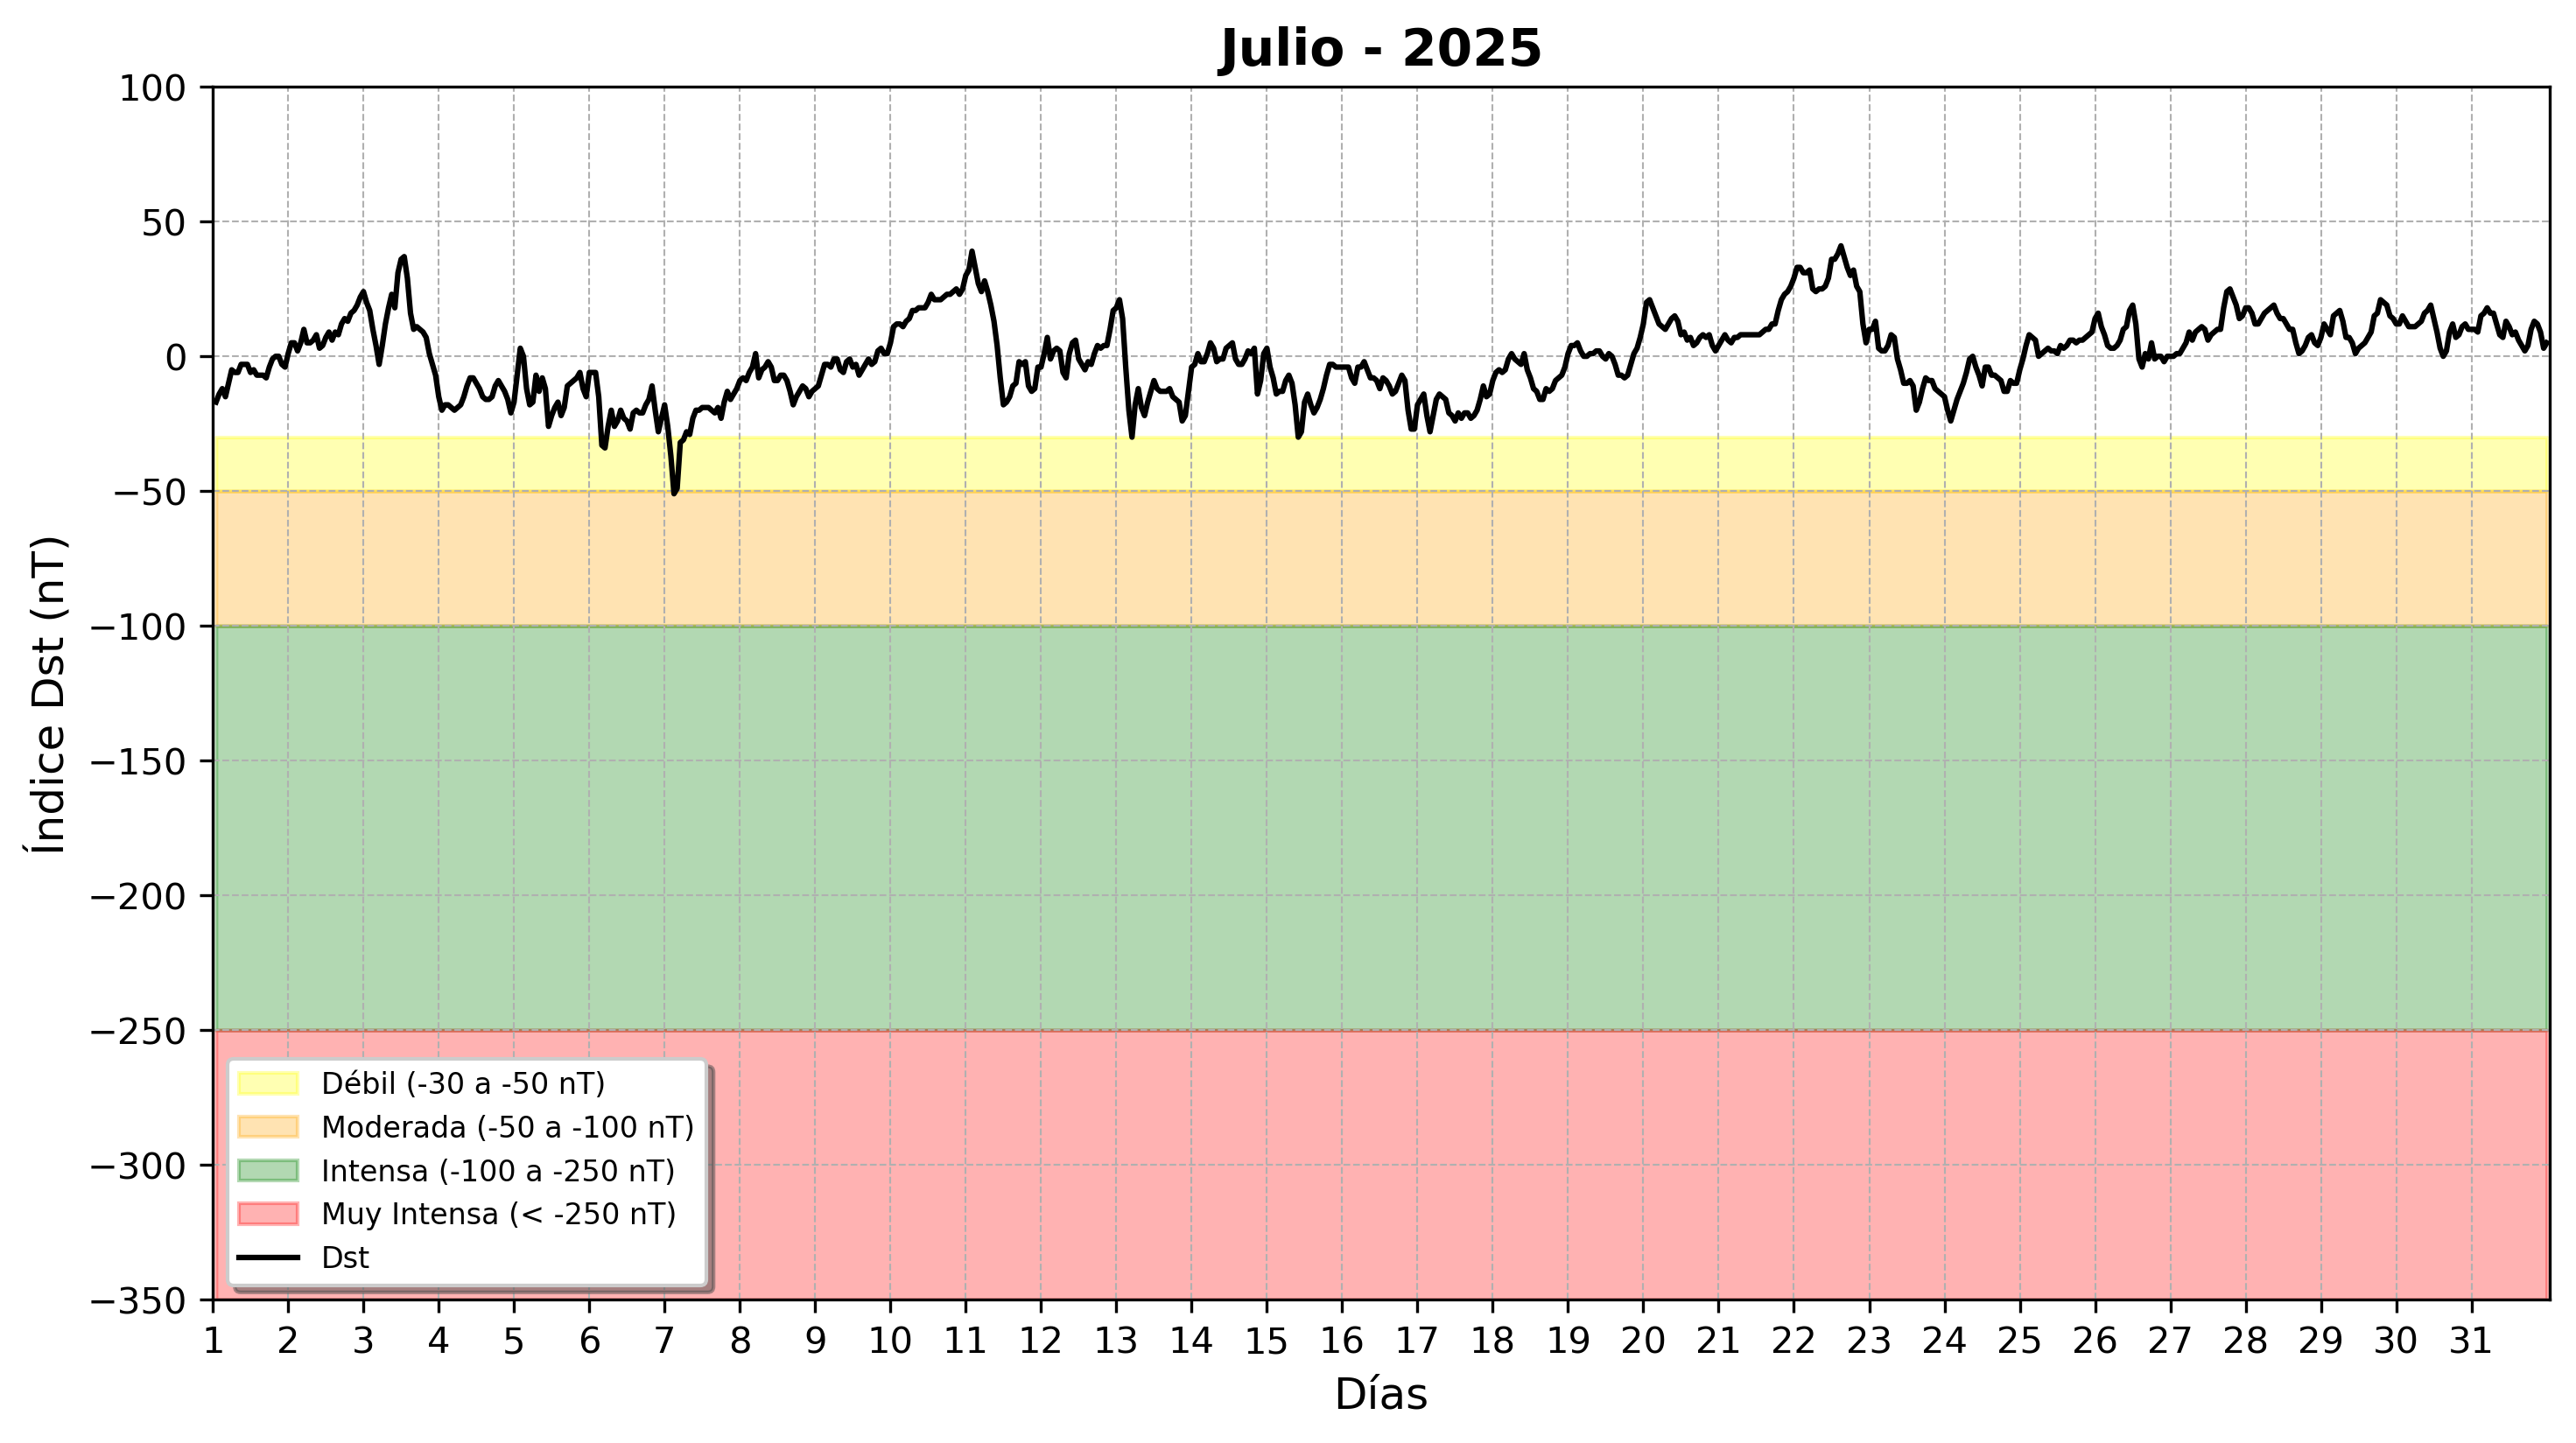 Julio - 2025
100
50
0
−50
−100
−150
−200
−250
−300
−350
Índice Dst (nT)
Débil (-30 a -50 nT)
Moderada (-50 a -100 nT)
Intensa (-100 a -250 nT)
Muy Intensa (< -250 nT)
Dst
1 2 3 4 5 6 7 8 9 10 11 12 13 14 15 16 17 18 19 20 21 22 23 24 25 26 27 28 29 30 31
Días